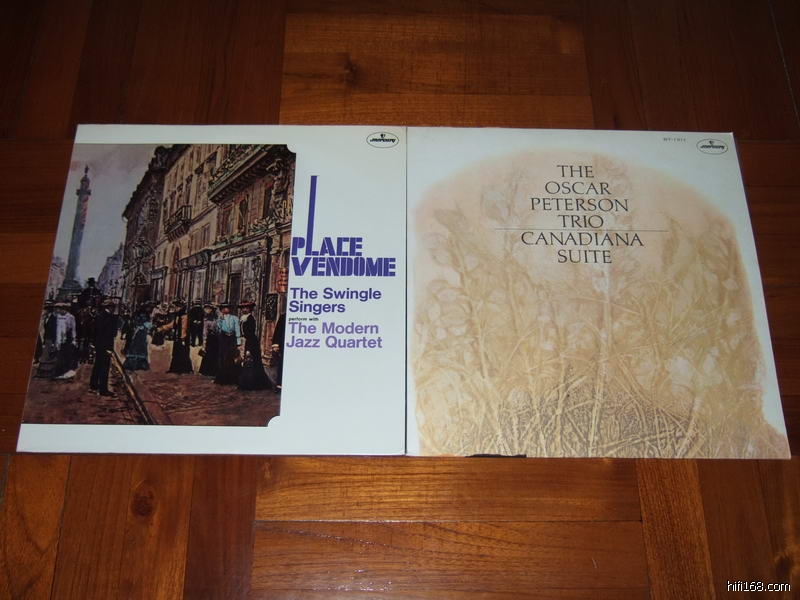 mercury
PLACE
VENDOME
The Swingle
Singers
perform with
The Modern
Jazz Quartet
mercury
THE
OSCAR
PETERSON
TRIO
CANADIANA
SUITE
hifi168.com